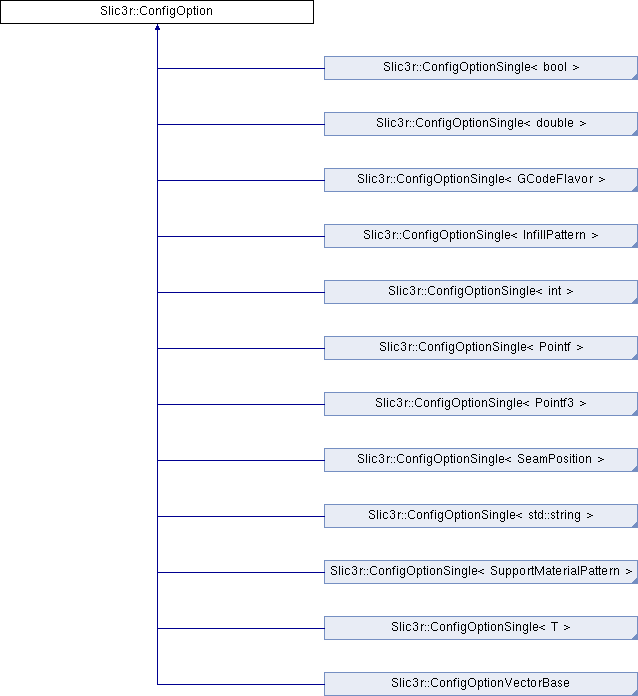 Slic3r::ConfigOption
Slic3r::ConfigOptionSingle< bool >
Slic3r::ConfigOptionSingle< double >
Slic3r::ConfigOptionSingle< GCodeFlavor >
Slic3r::ConfigOptionSingle< InfillPattern >
Slic3r::ConfigOptionSingle< int >
Slic3r::ConfigOptionSingle< Pointf >
Slic3r::ConfigOptionSingle< Pointf3 >
Slic3r::ConfigOptionSingle< SeamPosition >
Slic3r::ConfigOptionSingle< std::string >
Slic3r::ConfigOptionSingle< SupportMaterialPattern >
Slic3r::ConfigOptionSingle< T >
Slic3r::ConfigOptionVectorBase